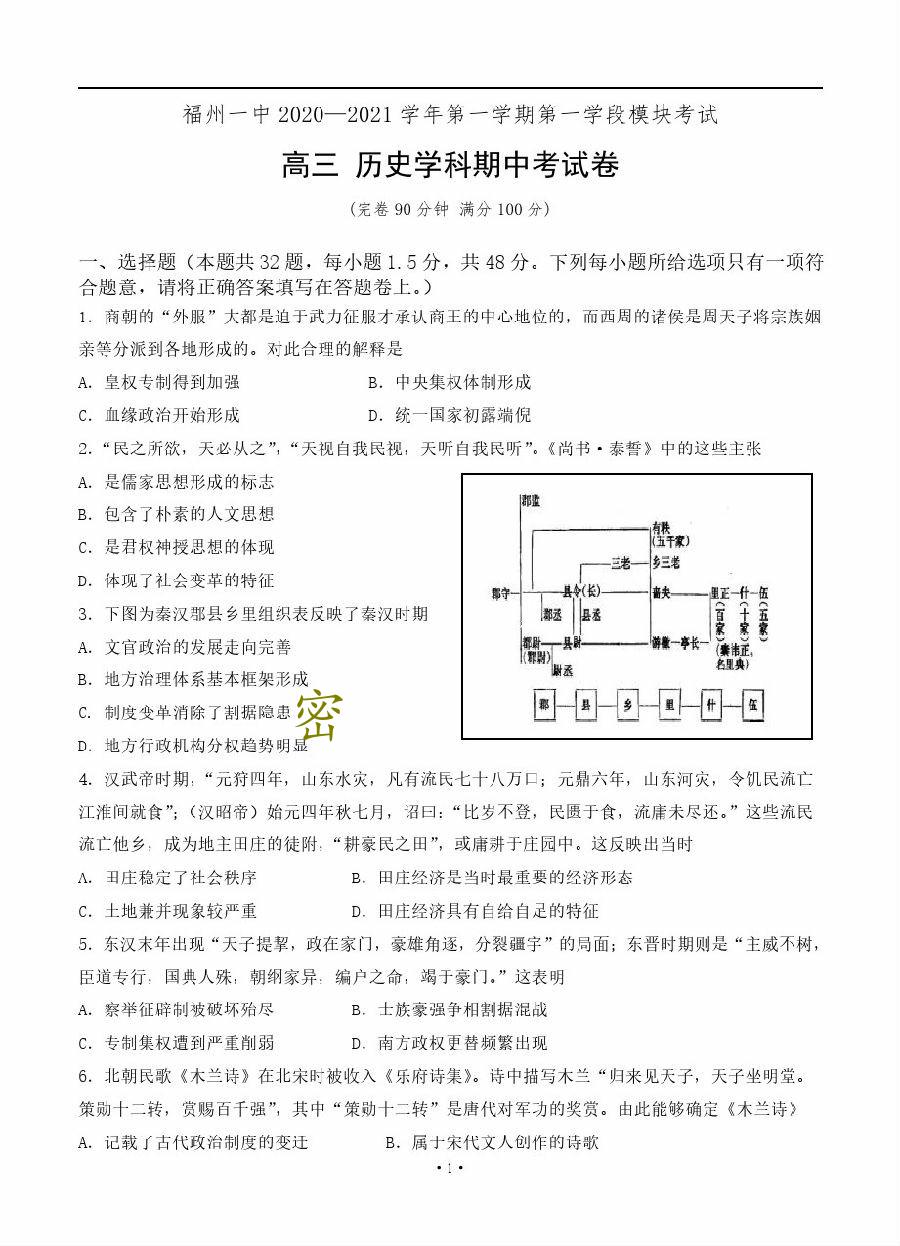 福州一中 2020—2021 学年第一学期第一学段模块考试
高三 历史学科期中考试卷
(完卷 90 分钟 满分 100 分)
一、选择题（本题共 32 题，每小题 1.5 分，共 48 分。下列每小题所给选项只有一项符
合题意，请将正确答案填写在答题卷上。）
1. 商朝的“外服”大都是迫于武力征服才承认商王的中心地位的，而西周的诸侯是周天子将宗族姻
亲等分派到各地形成的。对此合理的解释是
A. 皇权专制得到加强 B. 中央集权体制形成
C. 血缘政治开始形成 D. 统一国家初露端倪
2.“民之所欲，天必从之”，“天视自我民视，天听自我民听”。《尚书·泰誓》中的这些主张
A. 是儒家思想形成的标志
B. 包含了朴素的人文思想
C. 是君权神授思想的体现
D. 体现了社会变革的特征
3. 下图为秦汉郡县乡里组织表反映了秦汉时期
A. 文官政治的发展走向完善
B. 地方治理体系基本框架形成
C. 制度变革消除了割据隐患
D. 地方行政机构分权趋势明显
密
郡监
有秩
(五千家)
三老 乡三老
郡守 县令(长) 啬夫 里正 什 伍
(百家) (十家) (五家)
郡丞 县丞
郡尉 县尉 游徼 亭长
(郡尉)
尉丞
名里典)
郡 县 乡 里 什 伍
4. 汉武帝时期，“元狩四年，山东水灾，凡有流民七十八万口；元鼎六年，山东河灾，令饥民流亡
江淮间就食”；（汉昭帝）始元四年秋七月，诏曰：“比岁不登，民匮于食，流庸未尽还。”这些流民
流亡他乡，成为地主田庄的徒附，“耕豪民之田”，或庸耕于庄园中。这反映出当时
A. 田庄稳定了社会秩序 B. 田庄经济是当时最重要的经济形态
C. 土地兼并现象较严重 D. 田庄经济具有自给自足的特征
5. 东汉末年出现“天子提挈，政在家门，豪雄角逐，分裂疆宇”的局面；东晋时期则是“主威不树，
臣道专行，国典人殊，朝纲家异，编户之命，竭于豪门。”这表明
A. 察举征辟制被破坏殆尽 B. 士族豪强争相割据混战
C. 专制集权遭到严重削弱 D. 南方政权更替频繁出现
6. 北朝民歌《木兰诗》在北宋时被收入《乐府诗集》。诗中描写木兰“归来见天子，天子坐明堂。
策勋十二转，赏赐百千强”，其中“策勋十二转”是唐代对军功的奖赏。由此能够确定《木兰诗》
A. 记载了古代政治制度的变迁 B. 属于宋代文人创作的诗歌
·1·